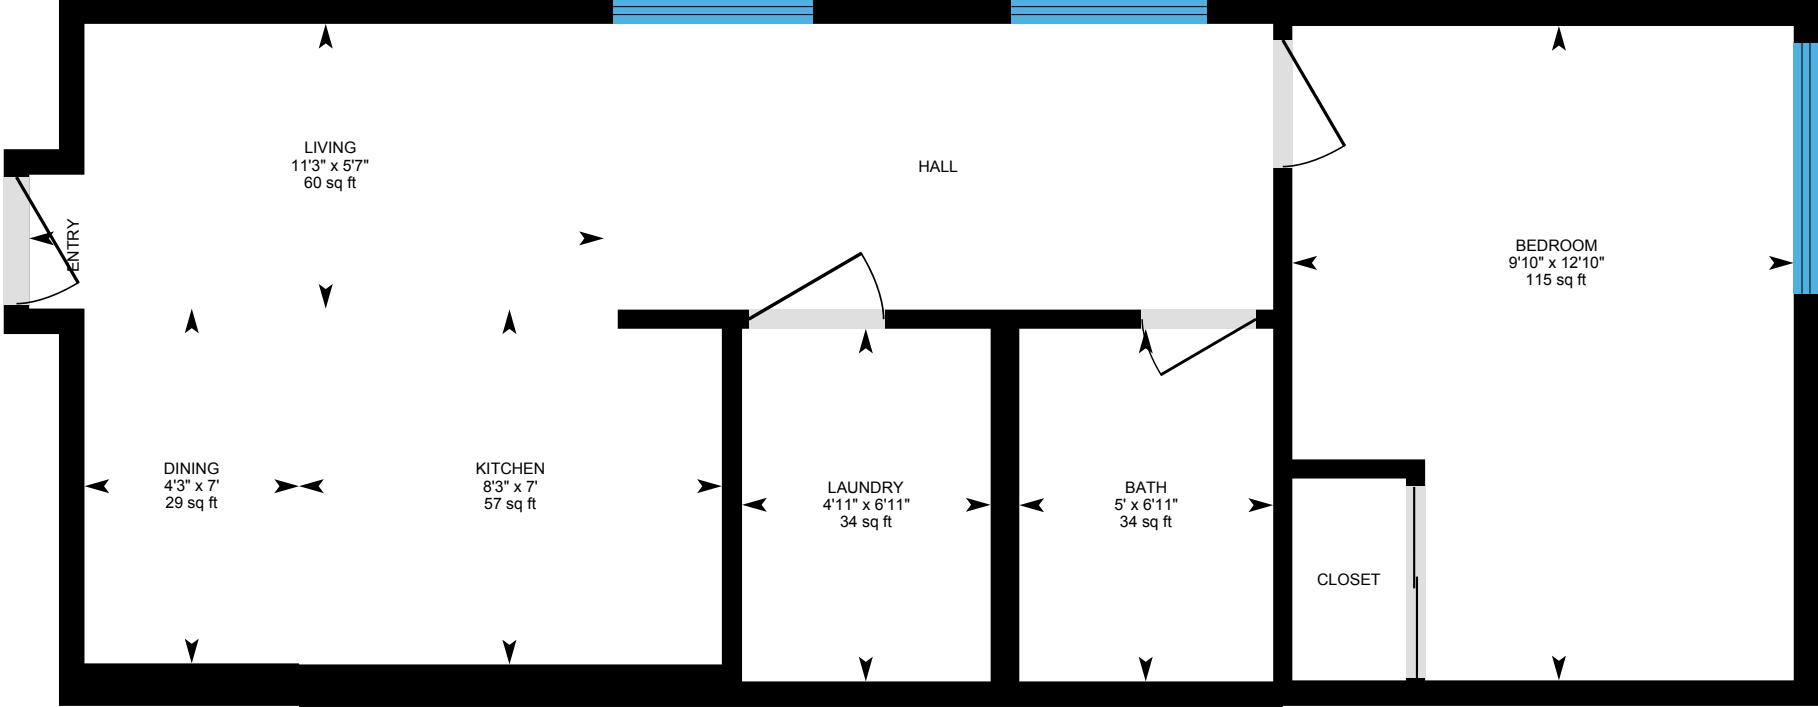 LIVING
11'3" x 5'7"
60 sq ft
HALL
ENTRY
BEDROOM
9'10" x 12'10"
115 sq ft
DINING
4'3" x 7'
29 sq ft
KITCHEN
8'3" x 7'
57 sq ft
LAUNDRY
4'11" x 6'11"
34 sq ft
BATH
5' x 6'11"
34 sq ft
CLOSET